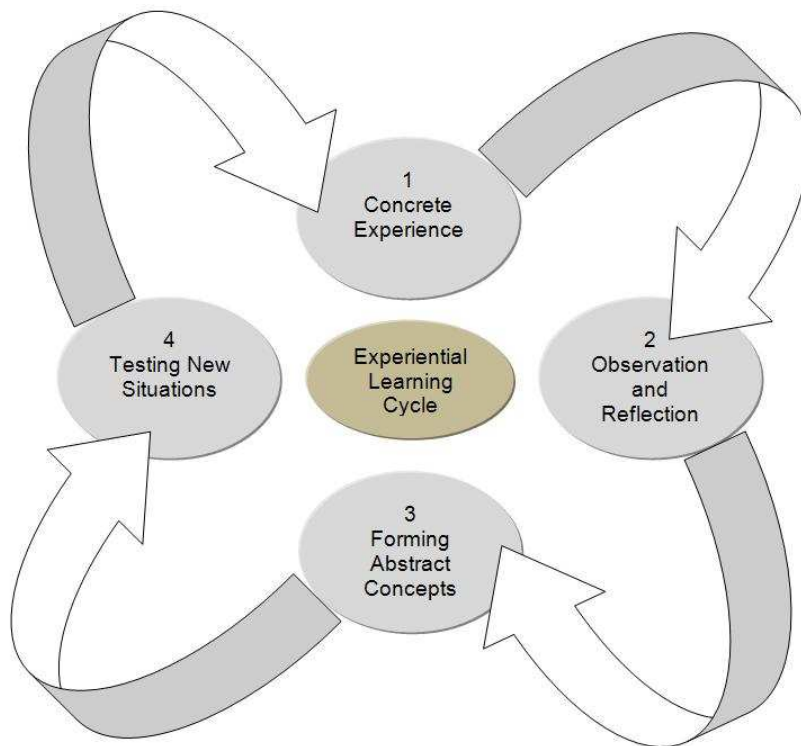 1
Concrete
Experience
2
Observation
and
Reflection
3
Forming
Abstract
Concepts
4
Testing New
Situations
Experiential
Learning
Cycle